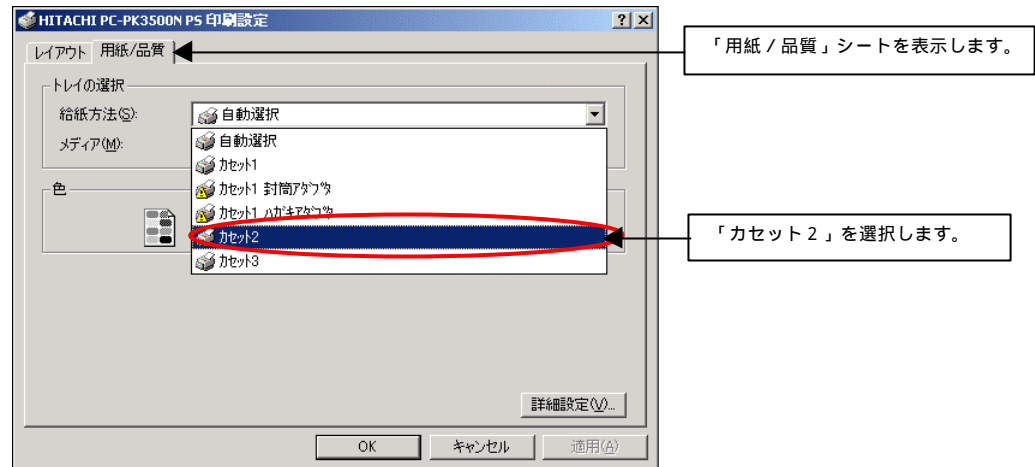 HITACHI PC-PK3500N PS 印刷設定
レイアウト 用紙/品質
「用紙/品質」シートを表示します。
トレイの選択
給紙方法(S): 自動選択
メディア(M): 自動選択
ｶｾｯﾄ1
色
ｶｾｯﾄ1 封筒ｱﾀﾞﾌﾟﾀ
ｶｾｯﾄ1 ﾊｶﾞｷｱﾀﾞﾌﾟﾀ
ｶｾｯﾄ2
「カセット2」を選択します。
ｶｾｯﾄ3
詳細設定(V)...
OK キャンセル 適用(A)